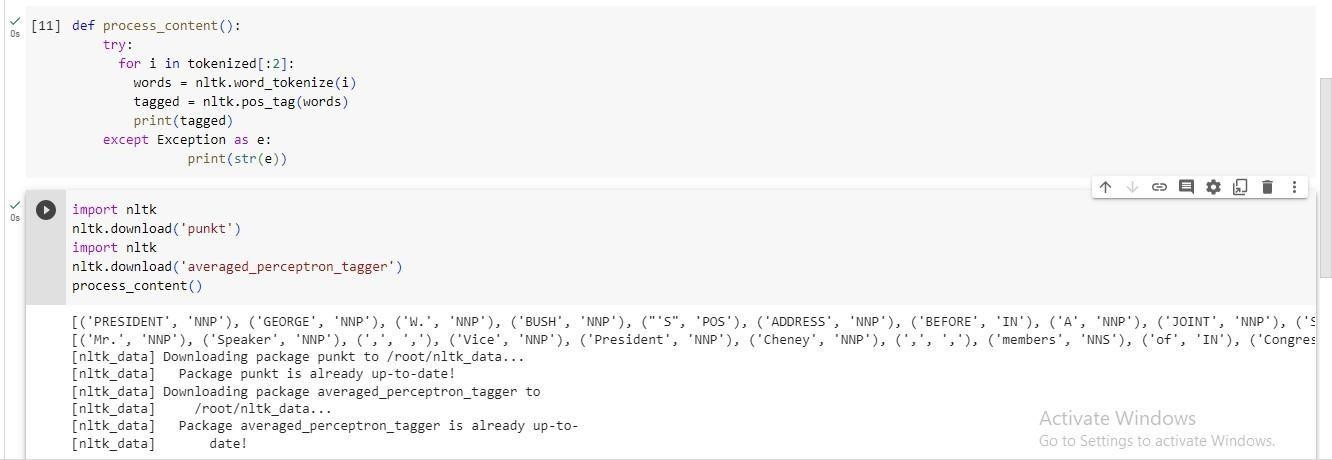 [11] def process_content():
try:
for i in tokenized[:2]:
words = nltk.word_tokenize(i)
tagged = nltk.pos_tag(words)
print(tagged)
except Exception as e:
print(str(e))
0s
import nltk
nltk.download('punkt')
import nltk
nltk.download('averaged_perceptron_tagger')
process_content()
0s
[('PRESIDENT', 'NNP'), ('GEORGE', 'NNP'), ('W.', 'NNP'), ('BUSH', 'NNP'), ("'S", 'POS'), ('ADDRESS', 'NNP'), ('BEFORE', 'IN'), ('A', 'NNP'), ('JOINT', 'NNP'), ('S
[('Mr.', 'NNP'), ('Speaker', 'NNP'), (',', ','), ('Vice', 'NNP'), ('President', 'NNP'), ('Cheney', 'NNP'), (',', ','), ('members', 'NNS'), ('of', 'IN'), ('Congres
[nltk_data] Downloading package punkt to /root/nltk_data...
[nltk_data] Package punkt is already up-to-date!
[nltk_data] Downloading package averaged_perceptron_tagger to
[nltk_data] /root/nltk_data...
[nltk_data] Package averaged_perceptron_tagger is already up-to-
[nltk_data] date!
Activate Windows
Go to Settings to activate Windows.